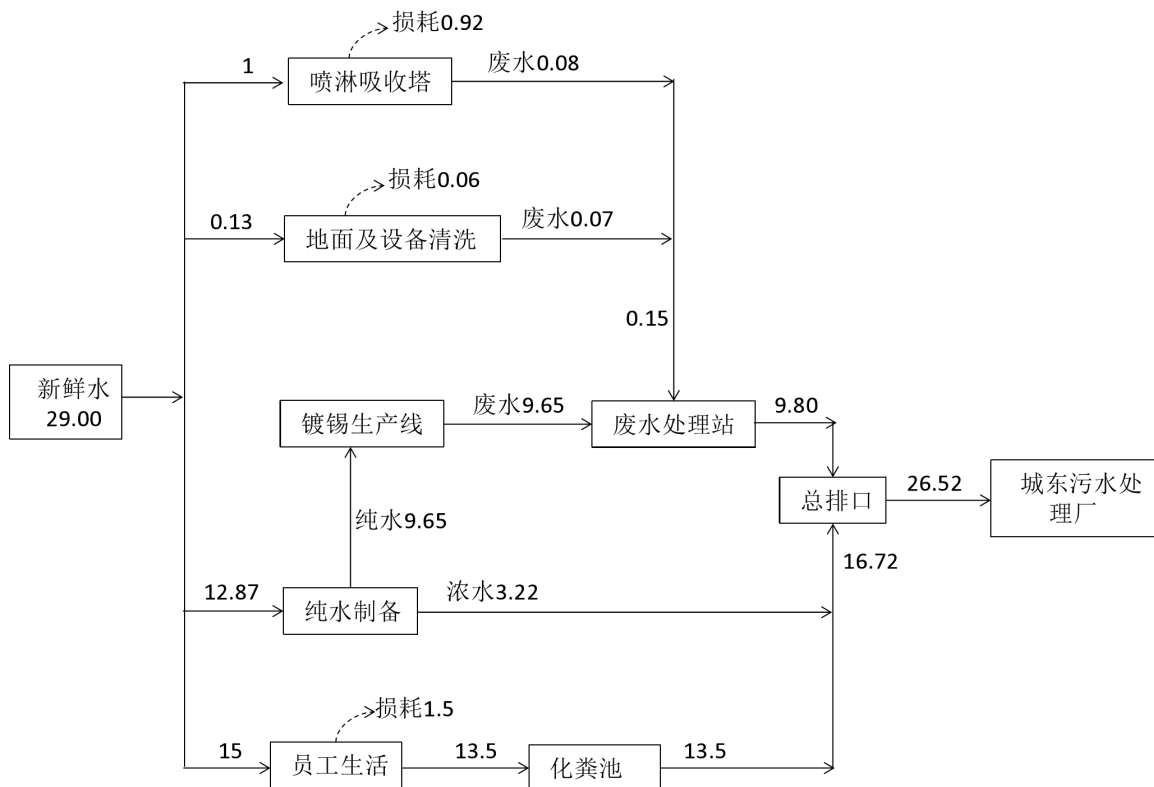 损耗0.92
1
喷淋吸收塔
废水0.08
损耗0.06
0.13
地面及设备清洗
废水0.07
0.15
新鲜水
29.00
镀锡生产线
废水9.65
废水处理站
9.80
总排口
26.52
城东污水处
理厂
纯水9.65
16.72
12.87
纯水制备
浓水3.22
损耗1.5
15
员工生活
13.5
化粪池
13.5